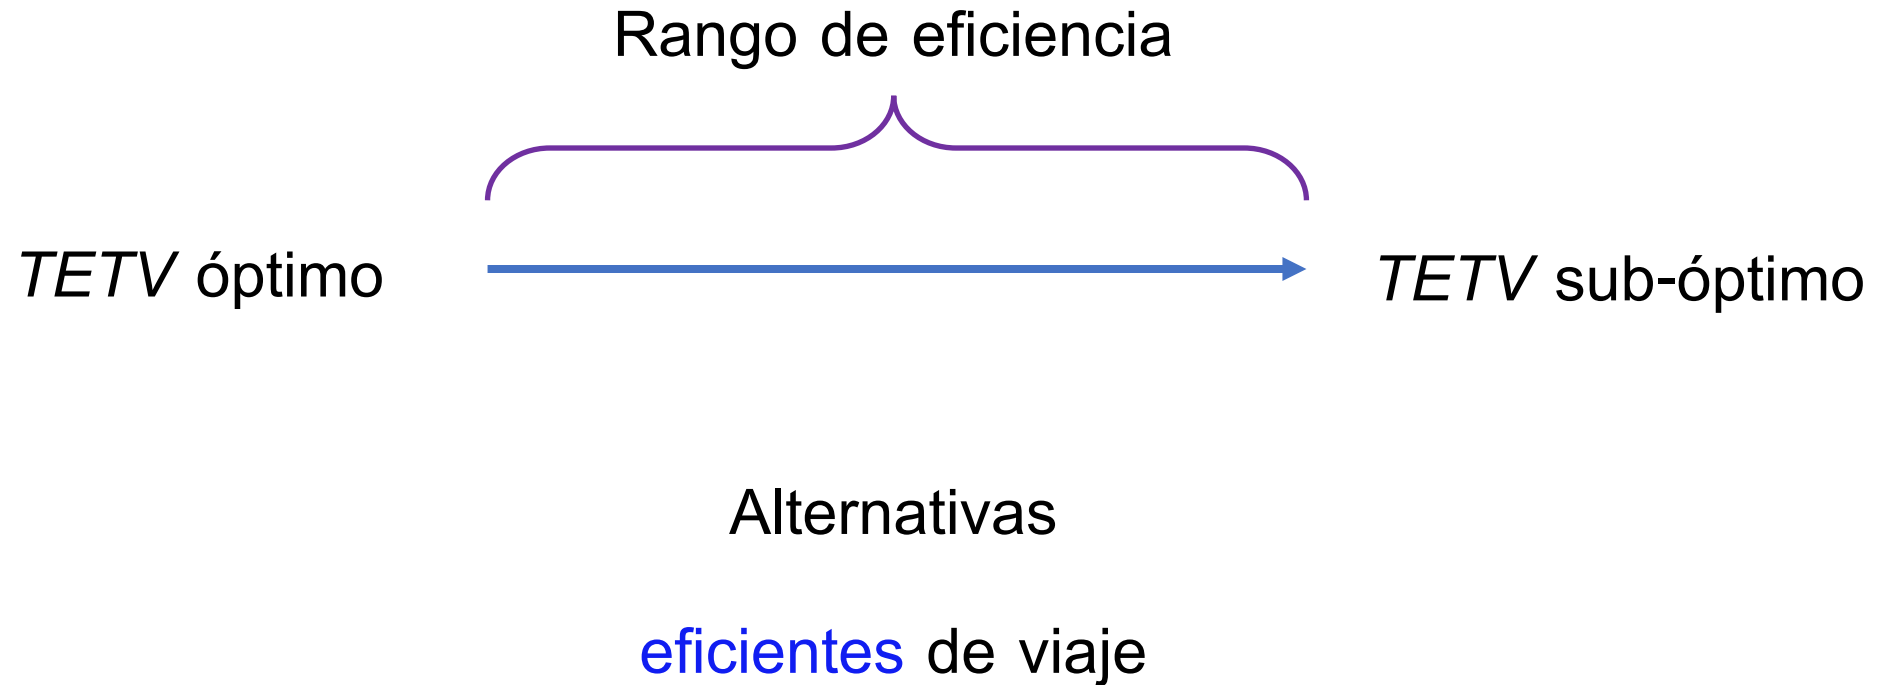 Rango de eficiencia
TETV óptimo
TETV sub-óptimo
Alternativas
eficientes de viaje